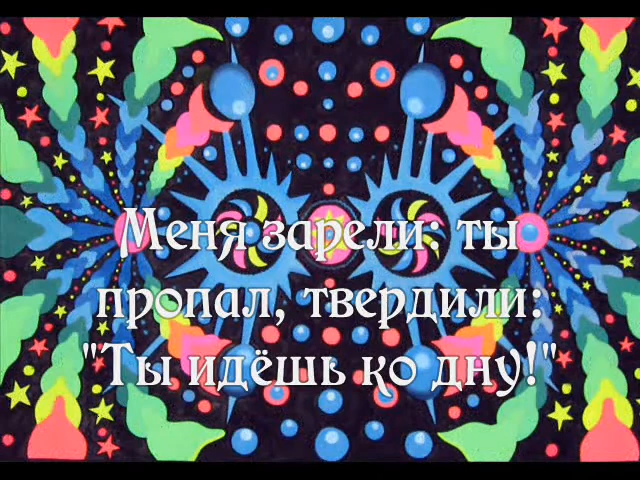 Меня зарели: ты
пропал, твердили:
"Ты идёшь ко дну!"